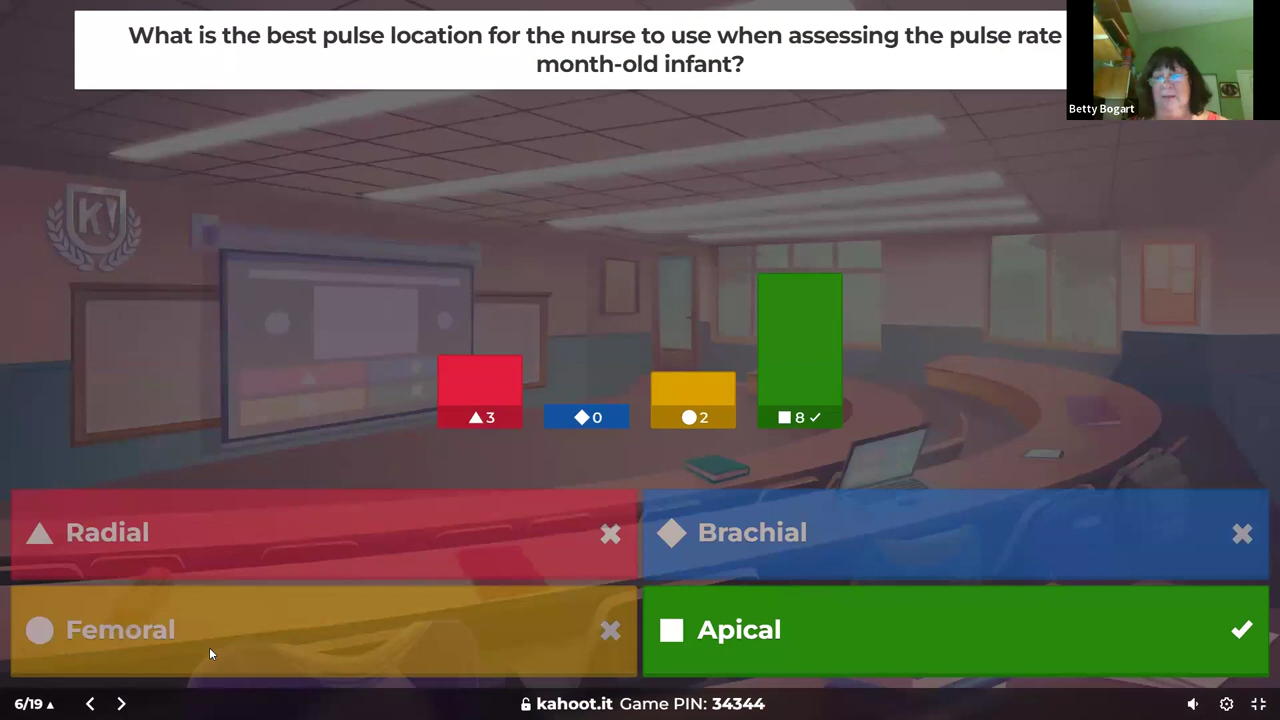 What is the best pulse location for the nurse to use when assessing the pulse rate
month-old infant?
Betty Bogart
K!
3
0
2
8
Radial
Brachial
Femoral
Apical
6/19
kahoot.it Game PIN: 34344